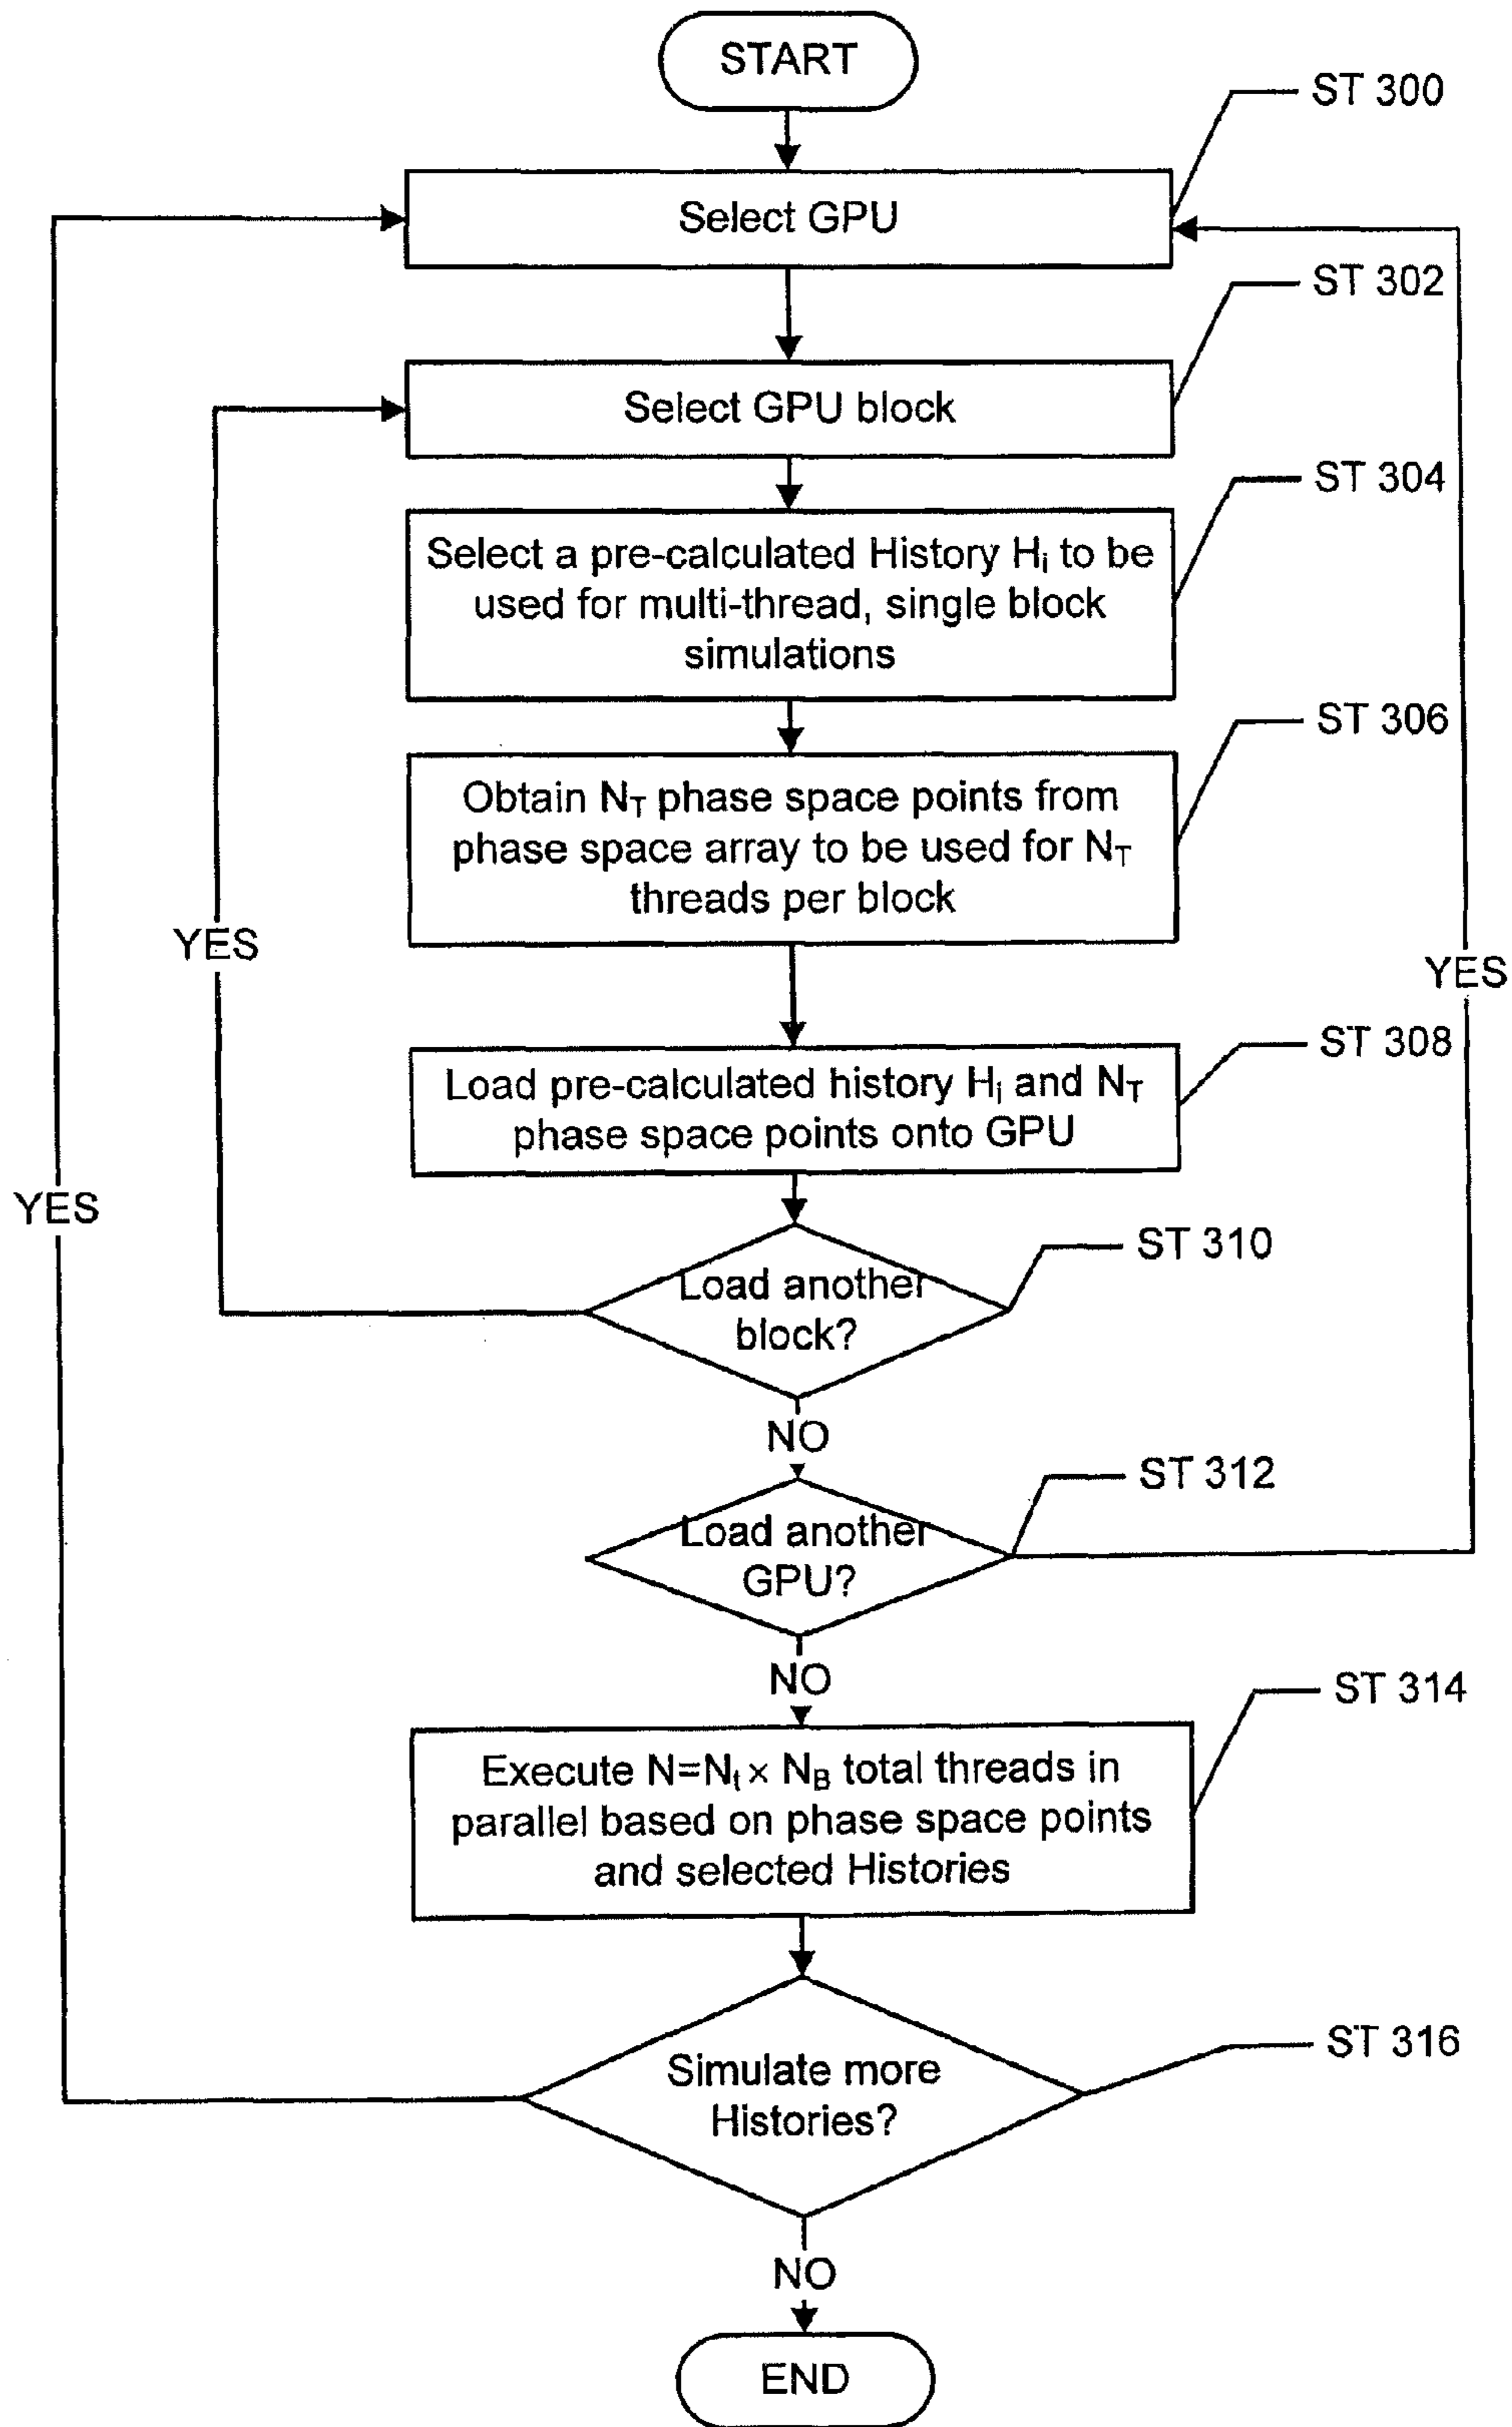 START
ST 300
Select GPU
ST 302
Select GPU block
ST 304
Select a pre-calculated History Hᵢ to be
used for multi-thread, single block
simulations
ST 306
Obtain N_T phase space points from
phase space array to be used for N_T
threads per block
YES
YES
ST 308
Load pre-calculated history Hᵢ and N_T
phase space points onto GPU
YES
ST 310
Load another
block?
NO
ST 312
Load another
GPU?
NO
ST 314
Execute N=Nₜ × N_B total threads in
parallel based on phase space points
and selected Histories
ST 316
Simulate more
Histories?
NO
END